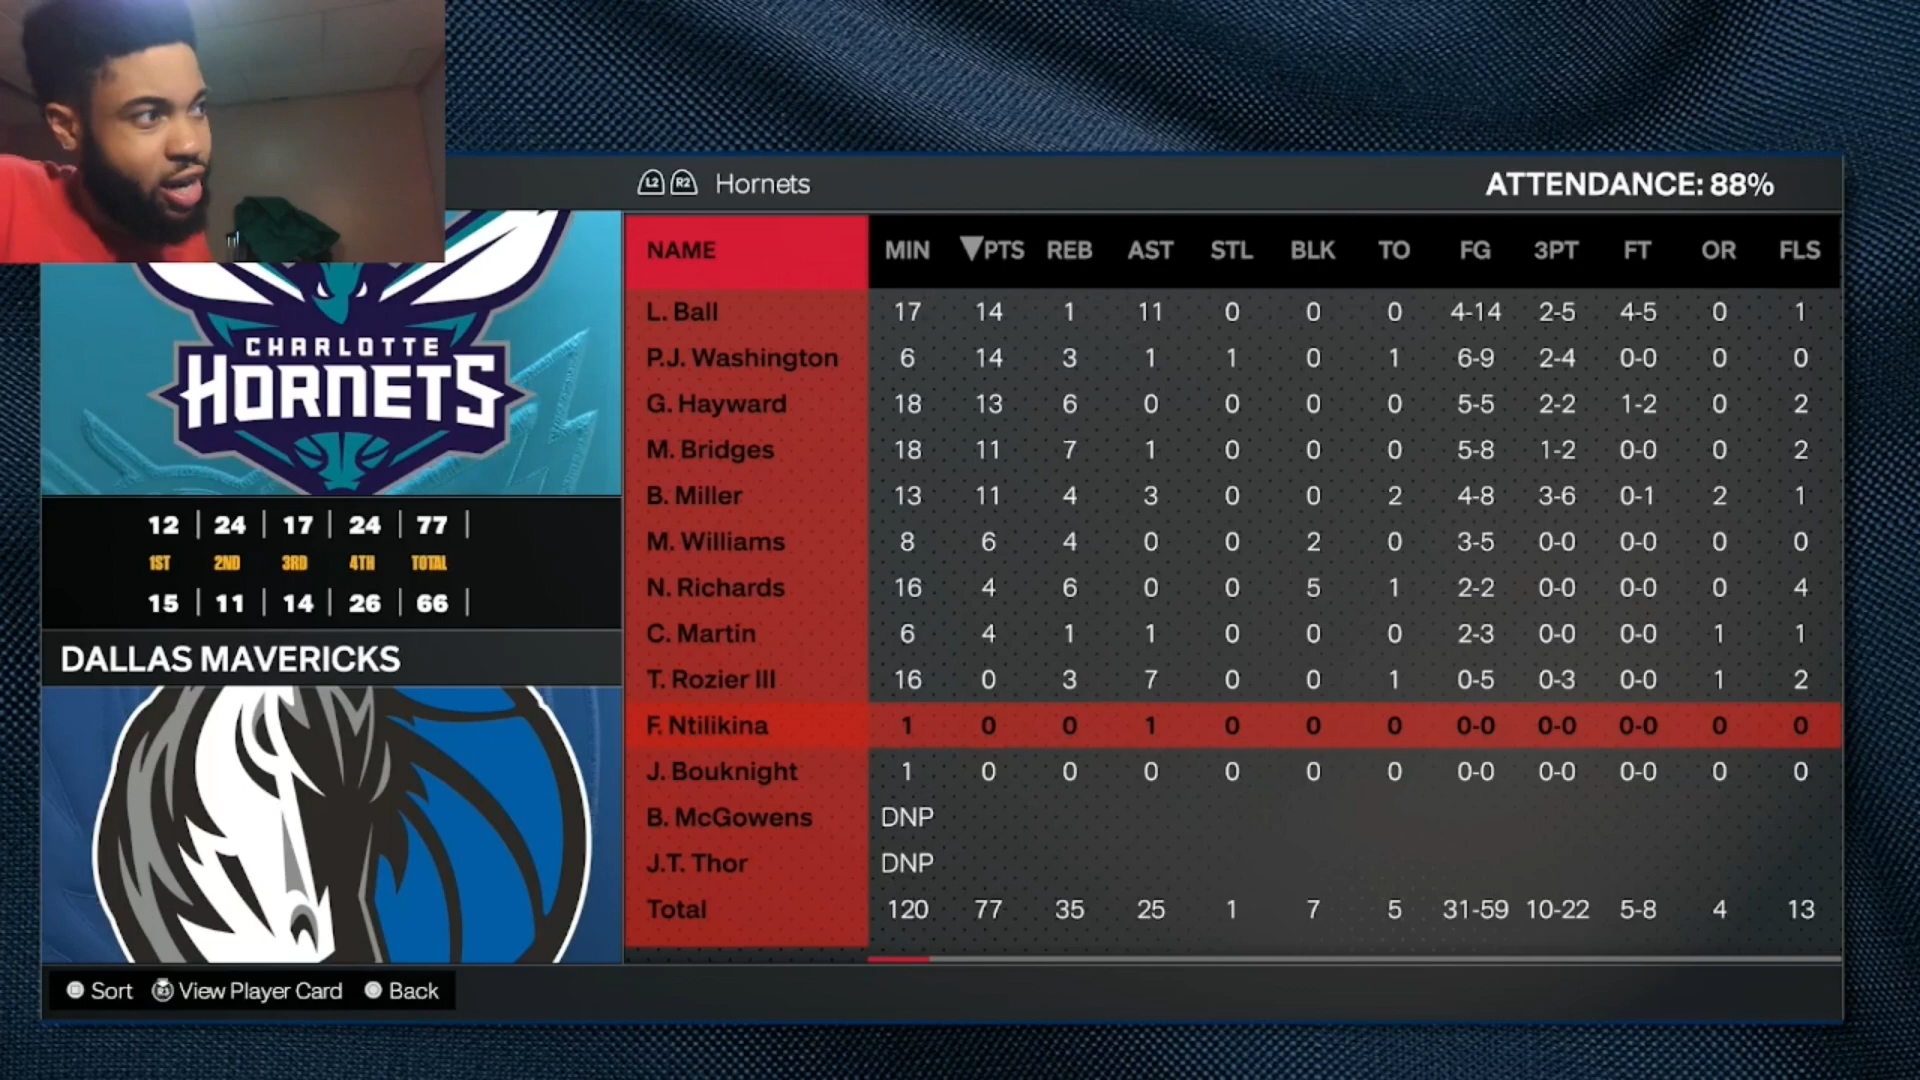 L2 R2 Hornets
ATTENDANCE: 88%
CHARLOTTE
HORNETS
12 | 24 | 17 | 24 | 77 |
1ST 2ND 3RD 4TH TOTAL
15 | 11 | 14 | 26 | 66 |
DALLAS MAVERICKS
NAME MIN ▼PTS REB AST STL BLK TO FG 3PT FT OR FLS
L. Ball 17 14 1 11 0 0 0 4-14 2-5 4-5 0 1
P.J. Washington 6 14 3 1 1 0 1 6-9 2-4 0-0 0 0
G. Hayward 18 13 6 0 0 0 0 5-5 2-2 1-2 0 2
M. Bridges 18 11 7 1 0 0 0 5-8 1-2 0-0 0 2
B. Miller 13 11 4 3 0 0 2 4-8 3-6 0-1 2 1
M. Williams 8 6 4 0 0 2 0 3-5 0-0 0-0 0 0
N. Richards 16 4 6 0 0 5 1 2-2 0-0 0-0 0 4
C. Martin 6 4 1 1 0 0 0 2-3 0-0 0-0 1 1
T. Rozier III 16 0 3 7 0 0 1 0-5 0-3 0-0 1 2
F. Ntilikina 1 0 0 1 0 0 0 0-0 0-0 0-0 0 0
J. Bouknight 1 0 0 0 0 0 0 0-0 0-0 0-0 0 0
B. McGowens DNP
J.T. Thor DNP
Total 120 77 35 25 1 7 5 31-59 10-22 5-8 4 13
Sort R3 View Player Card Back